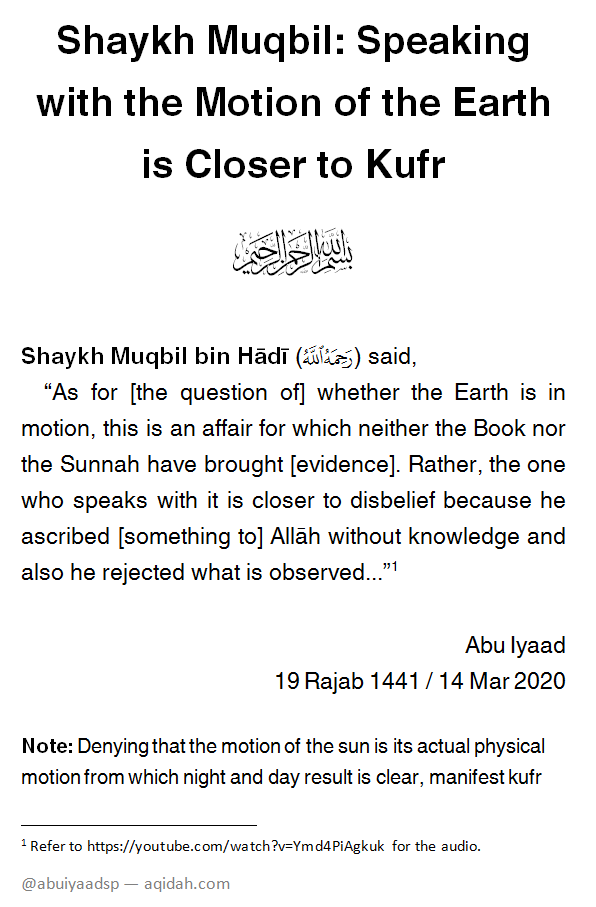 Shaykh Muqbil: Speaking
with the Motion of the Earth
is Closer to Kufr
بسم الله الرحمن الرحيم
Shaykh Muqbil bin Hādī (رَحِمَهُ ٱللَّهُ) said,
“As for [the question of] whether the Earth is in
motion, this is an affair for which neither the Book nor
the Sunnah have brought [evidence]. Rather, the one
who speaks with it is closer to disbelief because he
ascribed [something to] Allāh without knowledge and
also he rejected what is observed...”1
Abu Iyaad
19 Rajab 1441 / 14 Mar 2020
Note: Denying that the motion of the sun is its actual physical
motion from which night and day result is clear, manifest kufr
1 Refer to https://youtube.com/watch?v=Ymd4PiAgkuk for the audio.
@abuiyaadsp — aqidah.com